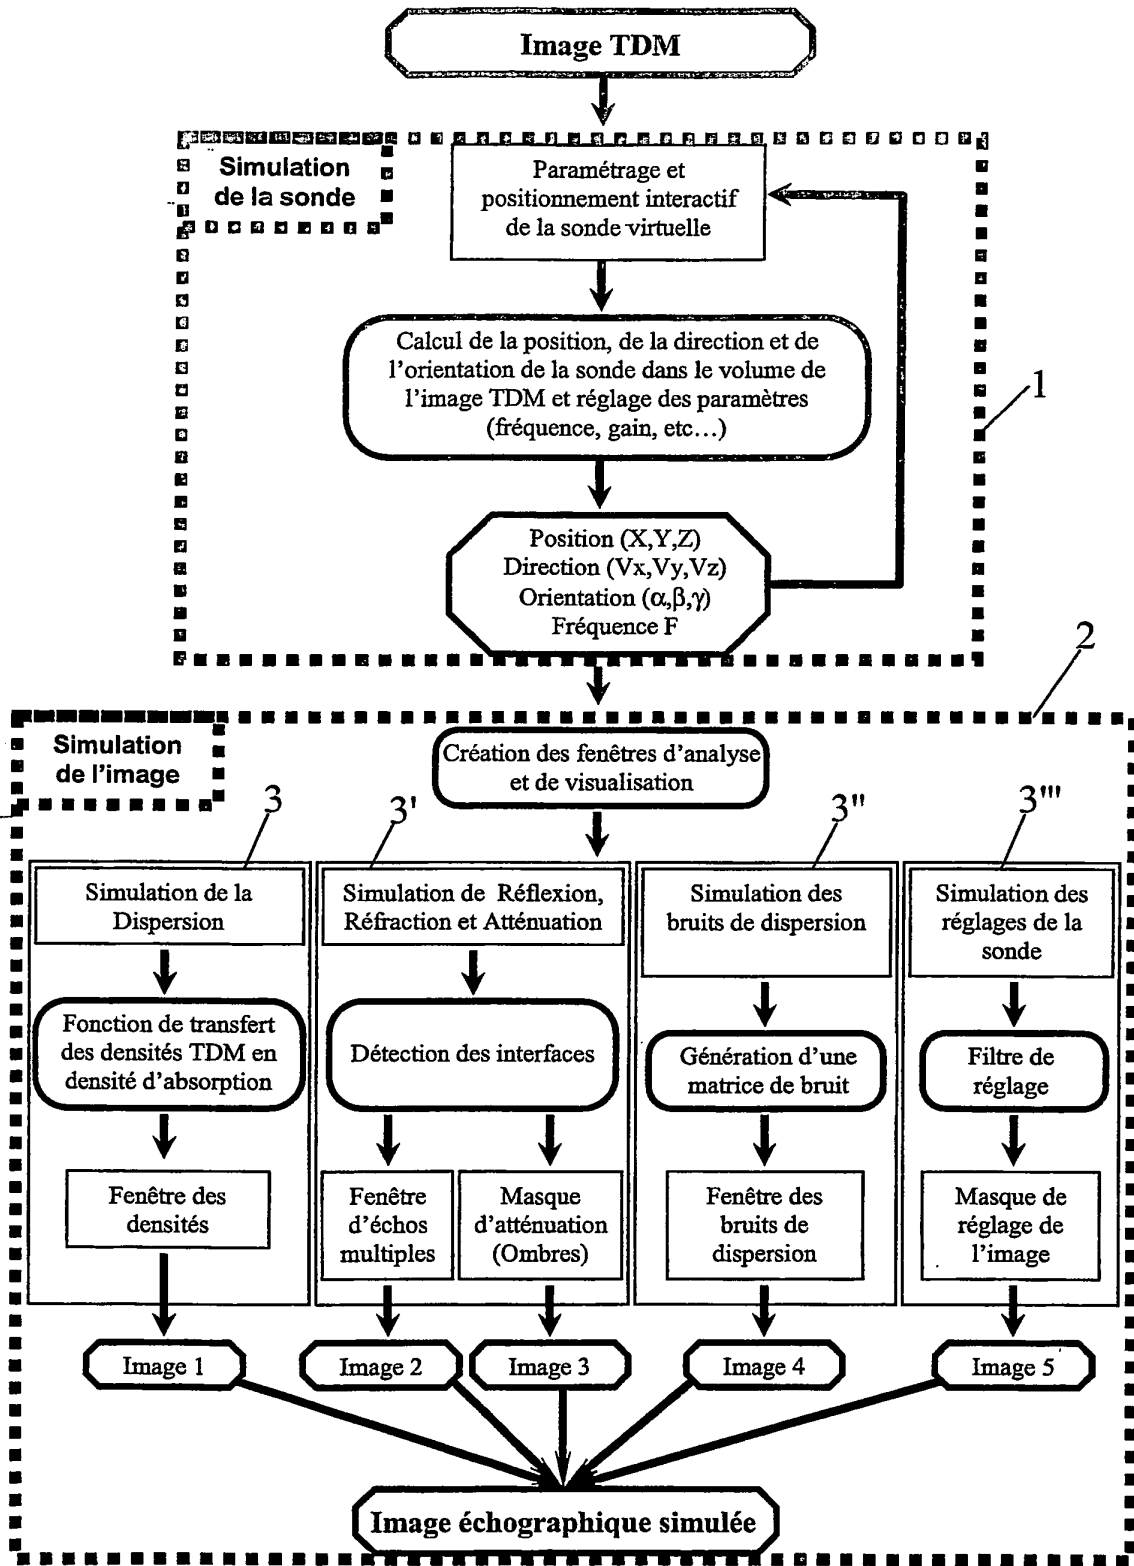 Image TDM
Simulation
de la sonde
Paramétrage et
positionnement interactif
de la sonde virtuelle
Calcul de la position, de la direction et de
l'orientation de la sonde dans le volume de
l'image TDM et réglage des paramètres
(fréquence, gain, etc...)
1
Position (X,Y,Z)
Direction (Vx,Vy,Vz)
Orientation (α,β,γ)
Fréquence F
2
Simulation
de l'image
Création des fenêtres d'analyse
et de visualisation
3
3'
3"
3'"
Simulation de la
Dispersion
Simulation de Réflexion,
Réfraction et Atténuation
Simulation des
bruits de dispersion
Simulation des
réglages de la
sonde
Fonction de transfert
des densités TDM en
densité d'absorption
Détection des interfaces
Génération d'une
matrice de bruit
Filtre de
réglage
Fenêtre des
densités
Fenêtre
d'échos
multiples
Masque
d'atténuation
(Ombres)
Fenêtre des
bruits de
dispersion
Masque de
réglage de
l'image
Image 1
Image 2
Image 3
Image 4
Image 5
Image échographique simulée